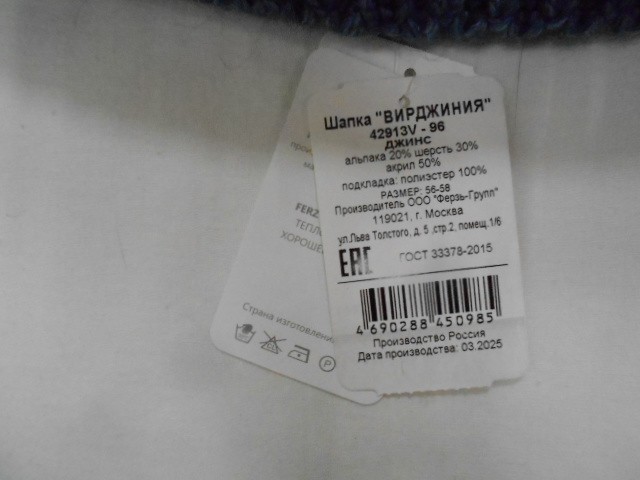 Шапка "ВИРДЖИНИЯ"
42913V - 96
ДЖИНС
альпака 20% шерсть 30%
акрил 50%
подкладка: полиэстер 100%
РАЗМЕР: 56-58
Производитель ООО "Ферзь-Групп"
119021, г. Москва
ул.Льва Толстого, д. 5 ,стр.2, помещ.1/6
ЕАС ГОСТ 33378-2015
4 690288 450985
Производство Россия
Дата производства: 03.2025
FERZ
ТЕПЛ
ХОРОШЕ
Страна изготовлени
P